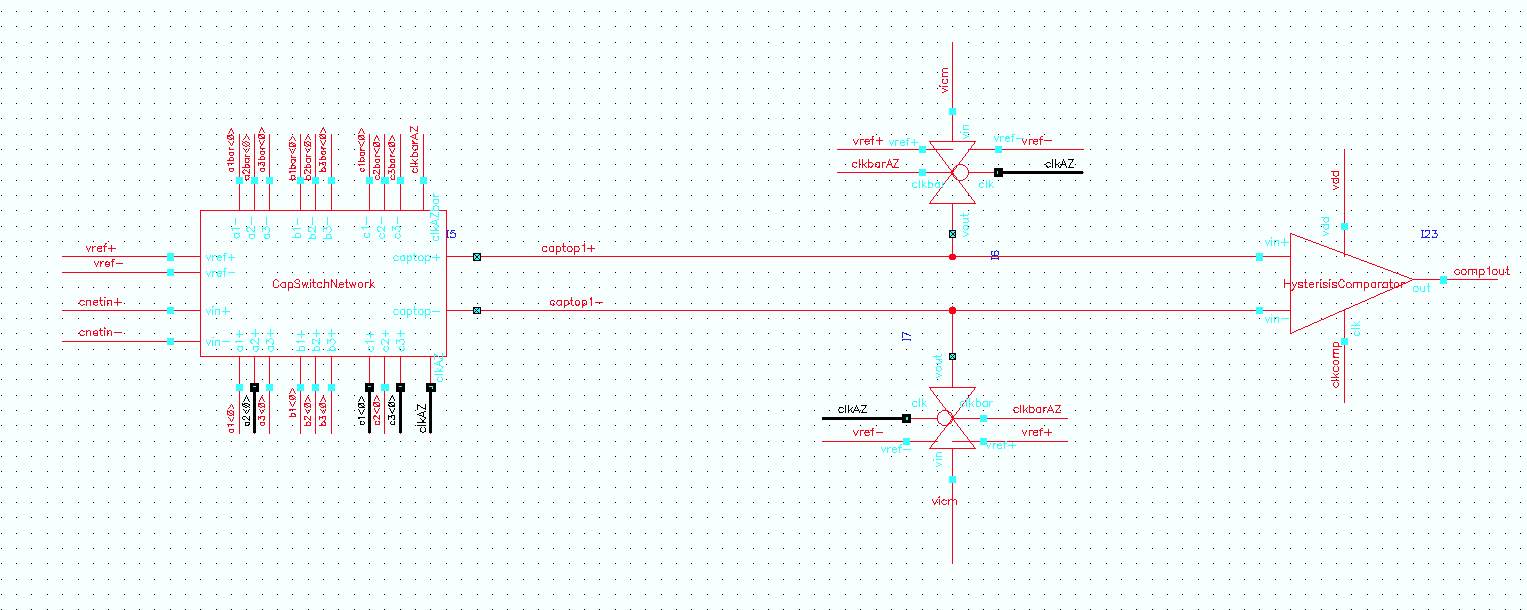 a1bar<0>
a2bar<0>
a3bar<0>
b1bar<0>
b2bar<0>
b3bar<0>
c1bar<0>
c2bar<0>
c3bar<0>
clkbarAZ
a1-
a2-
a3-
b1-
b2-
b3-
c1-
c2-
c3-
clkAZbar
I5
vref+
vref-
cnetin+
cnetin-
vref+
vref-
vin+
vin-
CapSwitchNetwork
captop+
captop-
a1+
a2+
a3+
b1+
b2+
b3+
c1+
c2+
c3+
clkAZ
a1<0>
a2<0>
a3<0>
b1<0>
b2<0>
b3<0>
c1<0>
c2<0>
c3<0>
clkAZ
captop1+
captop1-
vicm
vin
vref+
vref+
vref-
vref-
clkbarAZ
clkbar
clk
clkAZ
vout
I6
I7
vout
clkAZ
clk
clkbar
clkbarAZ
vref-
vref-
vref+
vref+
vin
vicm
vdd
vdd
I23
vin+
vin-
HysterisisComparator
out
comp1out
clk
clkcomp